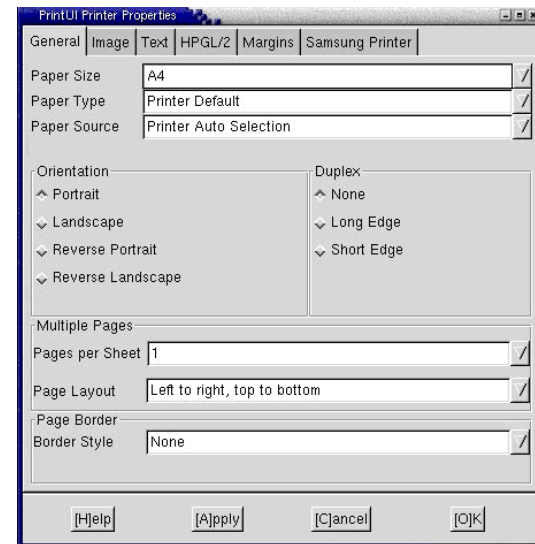 PrintUI Printer Properties
General Image Text HPGL/2 Margins Samsung Printer
Paper Size A4
Paper Type Printer Default
Paper Source Printer Auto Selection
Orientation
Portrait
Landscape
Reverse Portrait
Reverse Landscape
Duplex
None
Long Edge
Short Edge
Multiple Pages
Pages per Sheet 1
Page Layout Left to right, top to bottom
Page Border
Border Style None
[H]elp [A]pply [C]ancel [O]K